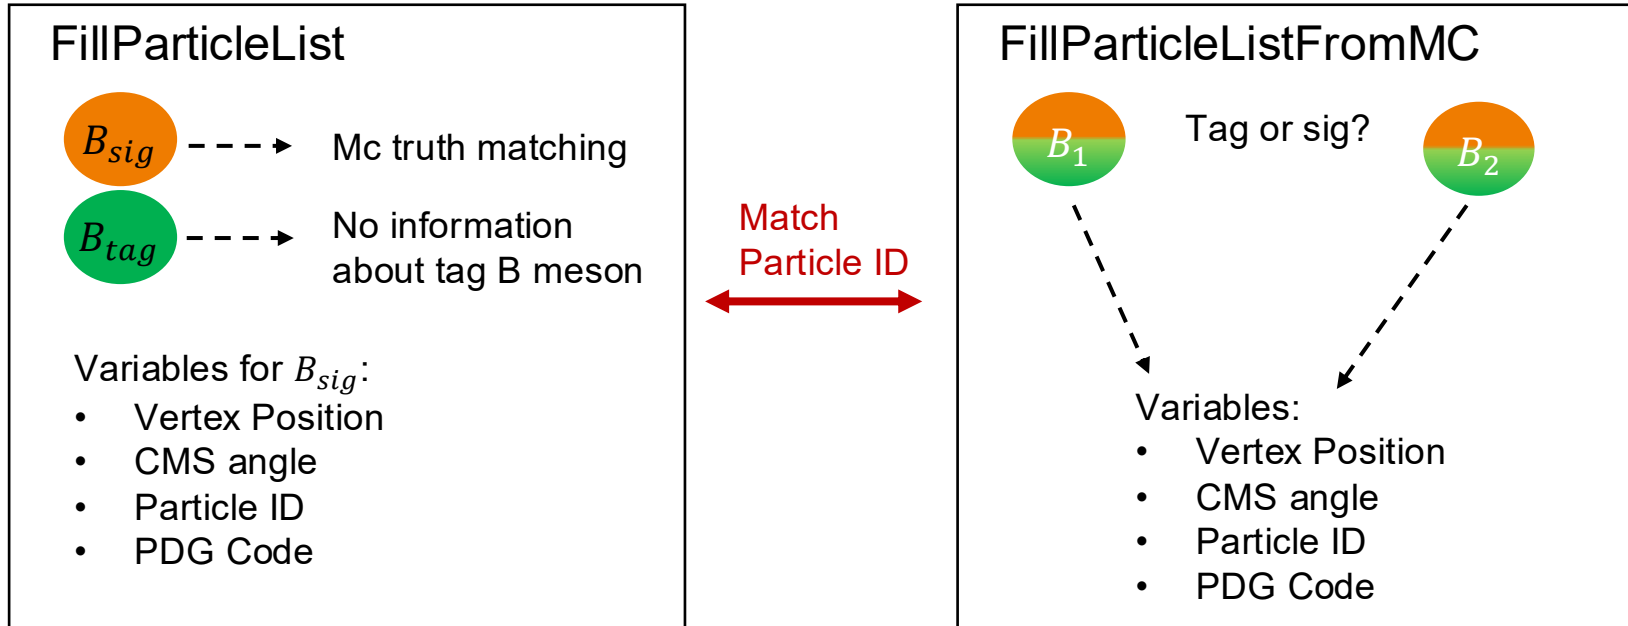 FillParticleList
B_sig
Mc truth matching
B_tag
No information
about tag B meson
Variables for B_sig:
• Vertex Position
• CMS angle
• Particle ID
• PDG Code
Match
Particle ID
FillParticleListFromMC
B_1
Tag or sig?
B_2
Variables:
• Vertex Position
• CMS angle
• Particle ID
• PDG Code